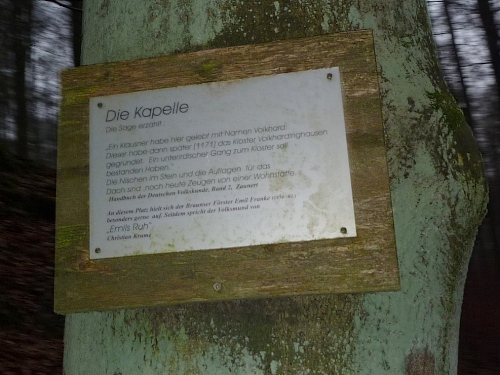 Die Kapelle
Die Sage erzählt:
„Ein Klausner habe hier gelebt mit Namen Volkhard.
Dieser habe dann später (1171) das Kloster Volkhardinghausen
gegründet. Ein unterirdischer Gang zum Kloster soll
bestanden haben."
Die Nischen im Stein und die Auflagen für das
Dach sind noch heute Zeugen von einer Wohnstätte.
Handbuch der Deutschen Volkskunde, Band 2,
An diesem Platz hielt sich der Braunser Förster Emil Franke
besonders gerne auf. Seitdem spricht der Volksmund von
„Emils Ruh".
Christian